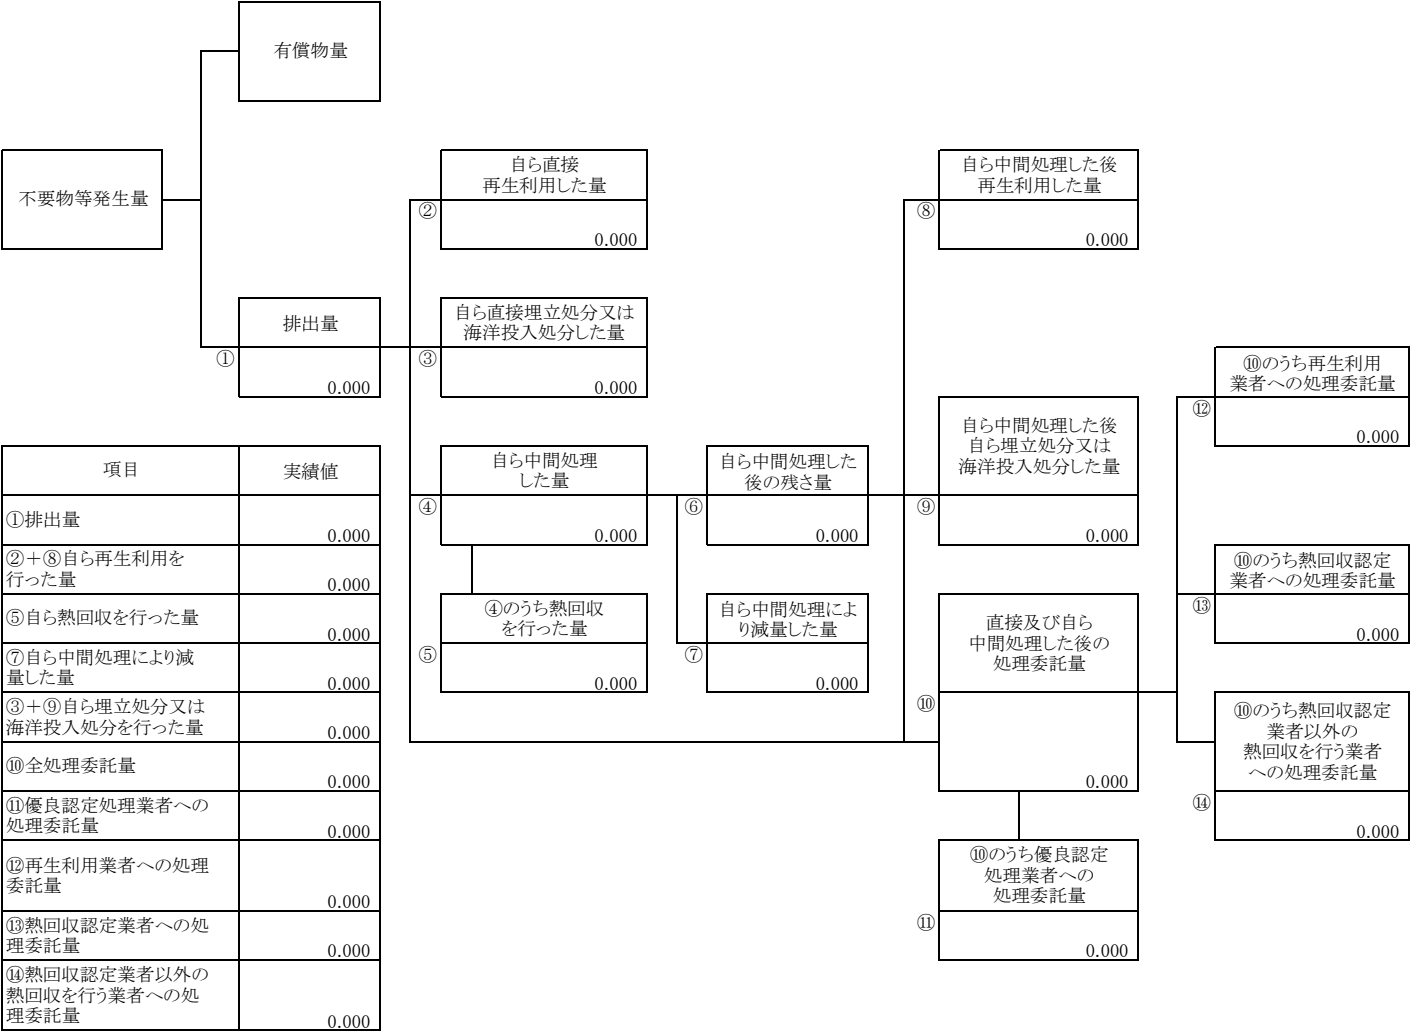 有償物量
不要物等発生量
自ら直接
再生利用した量
②
0.000
自ら中間処理した後
再生利用した量
⑧
0.000
排出量
①
0.000
自ら直接埋立処分又は
海洋投入処分した量
③
0.000
⑩のうち再生利用
業者への処理委託量
⑫
0.000
自ら中間処理
した量
④
0.000
自ら中間処理した
後の残さ量
⑥
0.000
自ら中間処理した後
自ら埋立処分又は
海洋投入処分した量
⑨
0.000
⑩のうち熱回収認定
業者への処理委託量
⑬
0.000
④のうち熱回収
を行った量
⑤
0.000
自ら中間処理によ
り減量した量
⑦
0.000
直接及び自ら
中間処理した後の
処理委託量
⑩
0.000
⑩のうち熱回収認定
業者以外の
熱回収を行う業者
への処理委託量
⑭
0.000
⑩のうち優良認定
処理業者への
処理委託量
⑪
0.000
項目 実績値
①排出量
0.000
②＋⑧自ら再生利用を
行った量
0.000
⑤自ら熱回収を行った量
0.000
⑦自ら中間処理により減
量した量
0.000
③＋⑨自ら埋立処分又は
海洋投入処分を行った量
0.000
⑩全処理委託量
0.000
⑪優良認定処理業者への
処理委託量
0.000
⑫再生利用業者への処理
委託量
0.000
⑬熱回収認定業者への処
理委託量
0.000
⑭熱回収認定業者以外の
熱回収を行う業者への処
理委託量
0.000